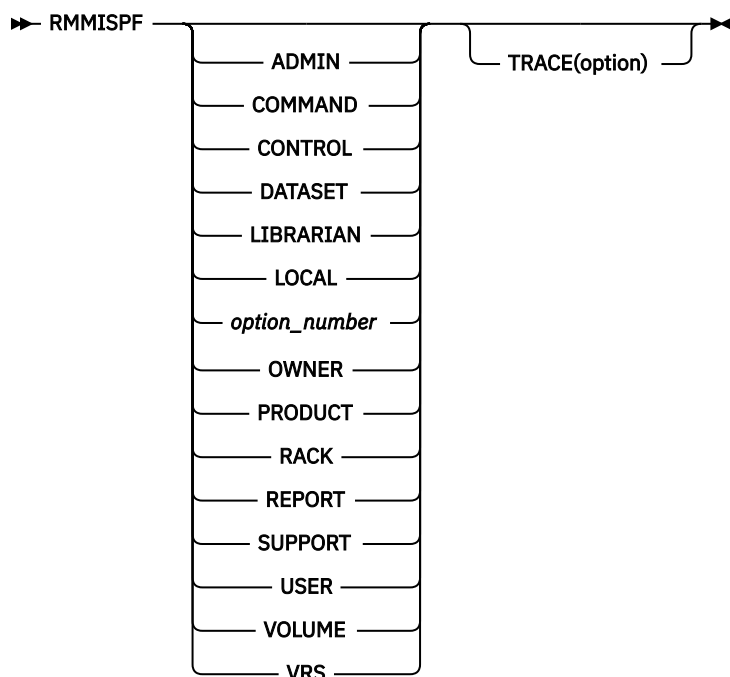 RMMISPF
ADMIN
TRACE(option)
COMMAND
CONTROL
DATASET
LIBRARIAN
LOCAL
option_number
OWNER
PRODUCT
RACK
REPORT
SUPPORT
USER
VOLUME
VRS